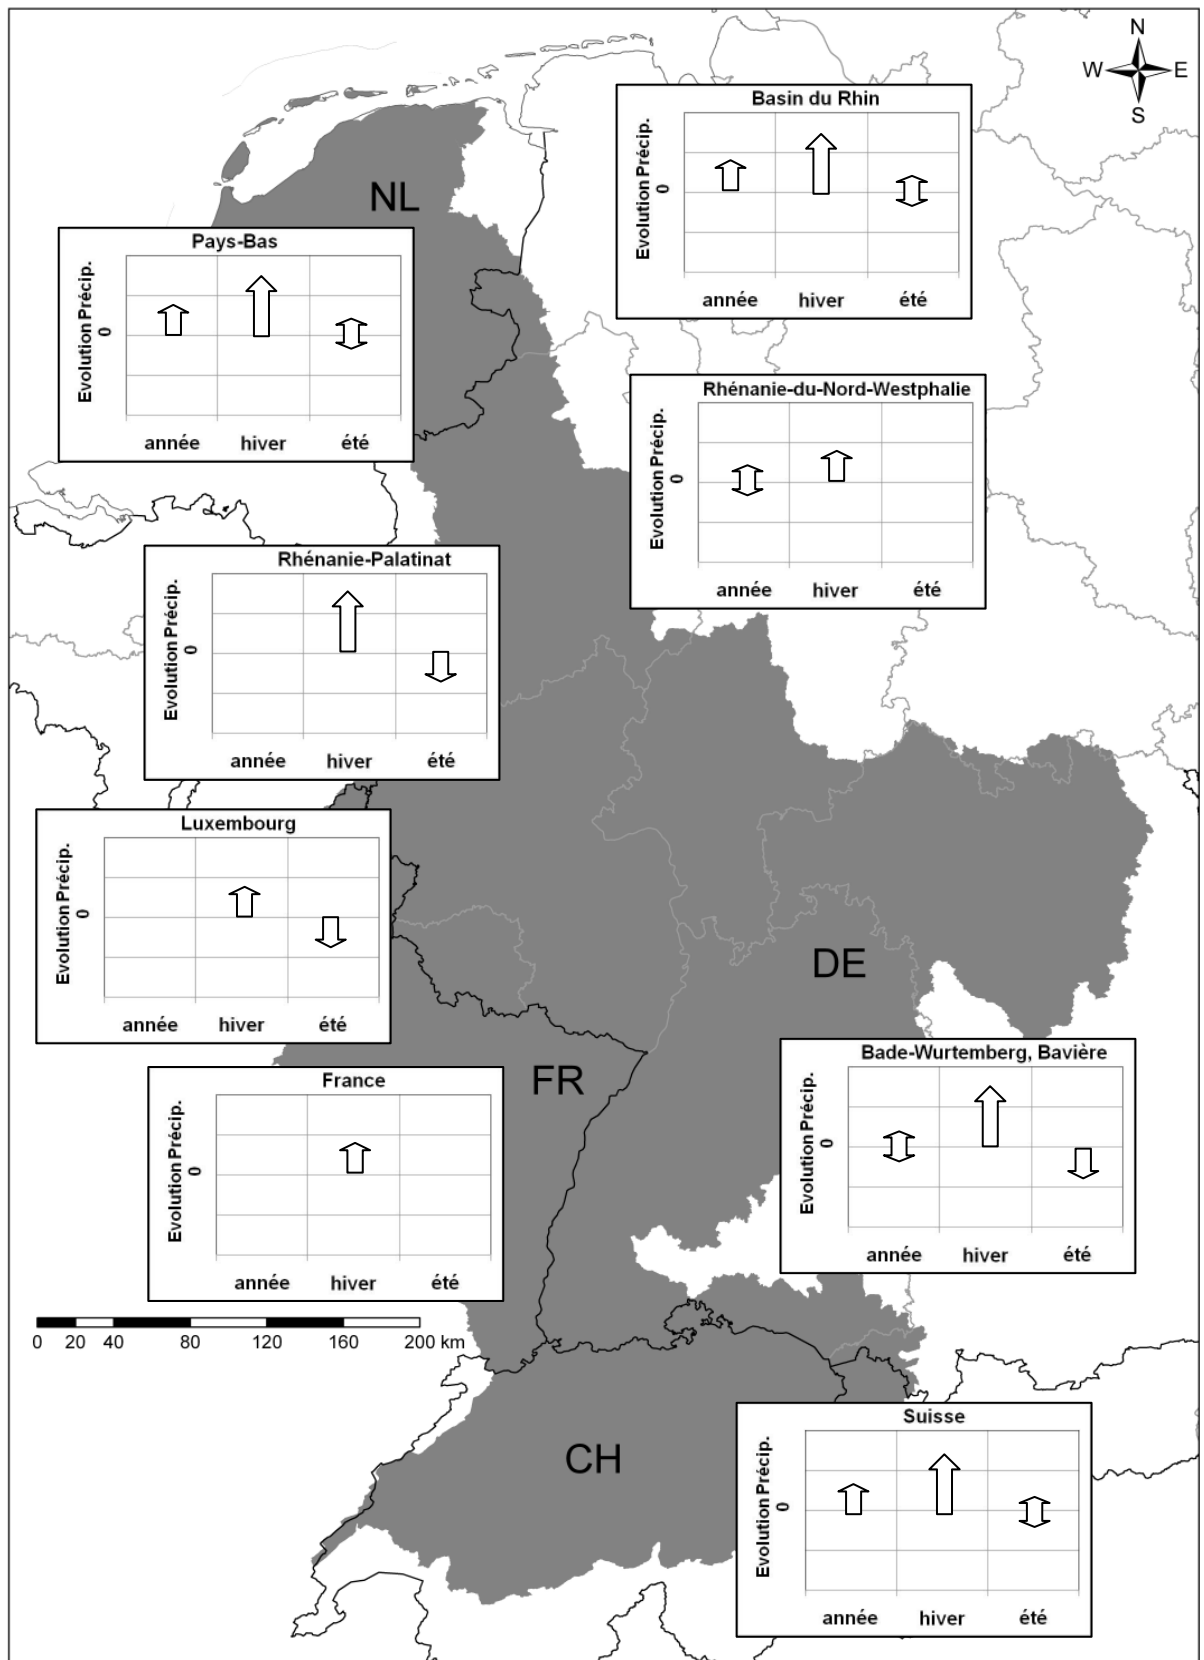 N
W E
S
Basin du Rhin
Evolution Précip.
0
année hiver été
NL
Pays-Bas
Evolution Précip.
0
année hiver été
Rhénanie-du-Nord-Westphalie
Evolution Précip.
0
année hiver été
Rhénanie-Palatinat
Evolution Précip.
0
année hiver été
Luxembourg
Evolution Précip.
0
année hiver été
DE
Bade-Wurtemberg, Bavière
Evolution Précip.
0
année hiver été
FR
France
Evolution Précip.
0
année hiver été
0 20 40 80 120 160 200 km
CH
Suisse
Evolution Précip.
0
année hiver été